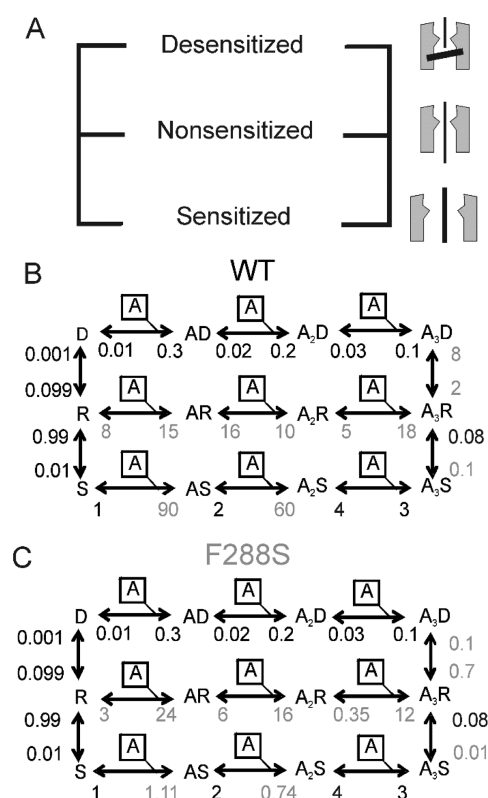 A
Desensitized
Nonsensitized
Sensitized
B
WT
A A A
D AD A2D A3D
0.01 0.3 0.02 0.2 0.03 0.1
0.001 8
0.099 2
A A A
R AR A2R A3R
8 15 16 10 5 18
0.99 0.08
0.01 0.1
A A A
S AS A2S A3S
1 90 2 60 4 3
C
F288S
A A A
D AD A2D A3D
0.01 0.3 0.02 0.2 0.03 0.1
0.001 0.1
0.099 0.7
A A A
R AR A2R A3R
3 24 6 16 0.35 12
0.99 0.08
0.01 0.01
A A A
S AS A2S A3S
1 1 11 2 0.74 4 3